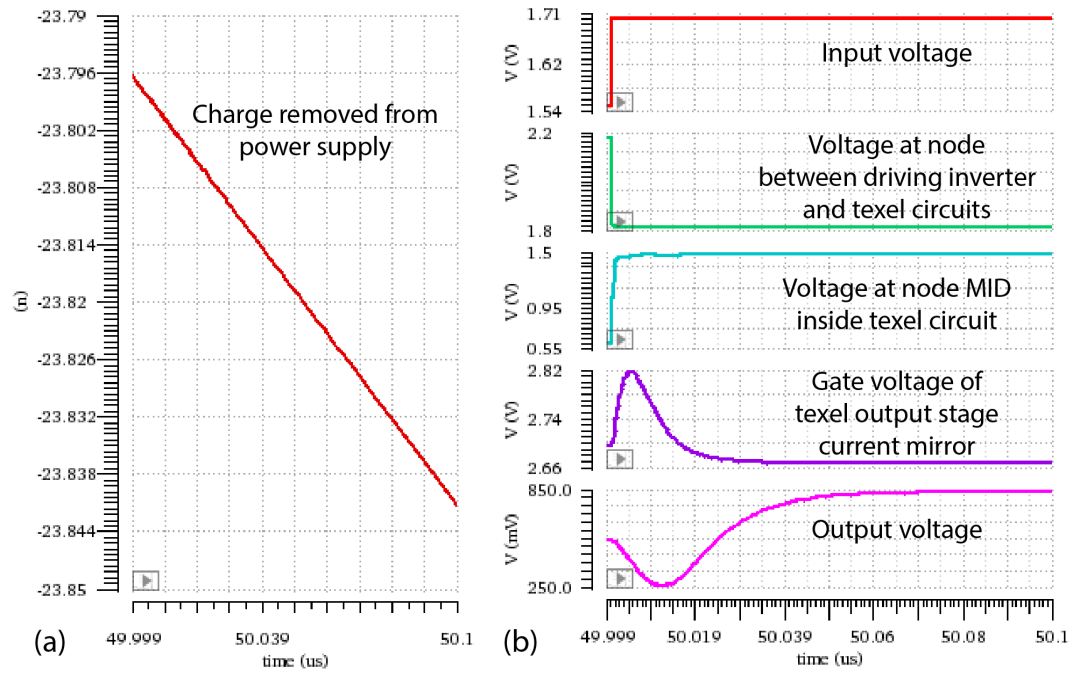 -23.79
-23.796
-23.802
-23.808
-23.814
-23.82
-23.826
-23.832
-23.838
-23.844
-23.85
(n)
Charge removed from
power supply
49.999
50.039
50.1
time (us)
(a)
1.71
1.62
1.54
V (V)
Input voltage
2.2
1.8
V (V)
Voltage at node
between driving inverter
and texel circuits
1.5
0.95
0.55
V (V)
Voltage at node MID
inside texel circuit
2.82
2.74
2.66
V (V)
Gate voltage of
texel output stage
current mirror
850.0
250.0
V (mV)
Output voltage
49.999
50.019
50.039
50.06
50.08
50.1
time (us)
(b)